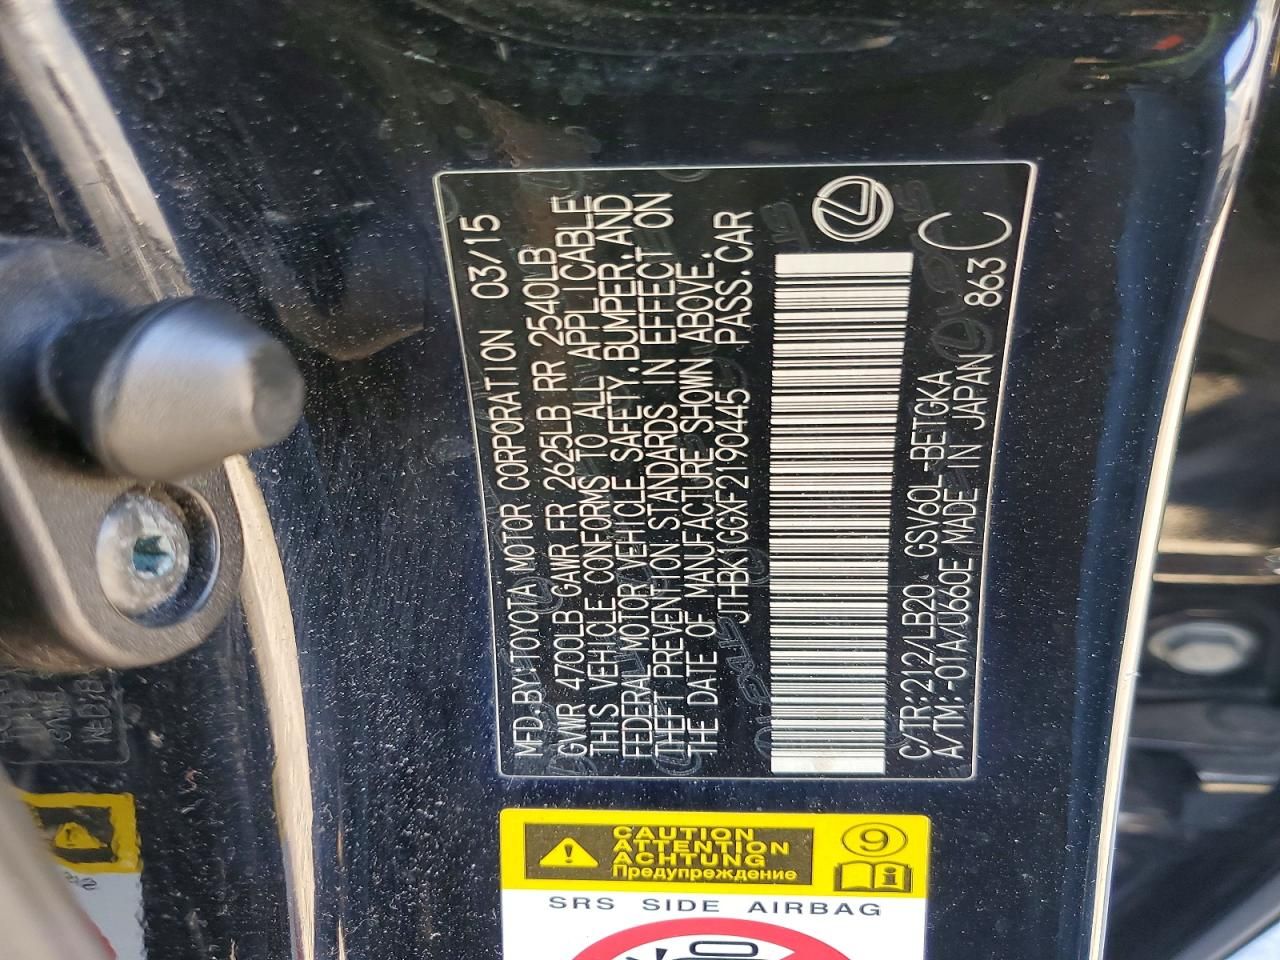 MFD.BY:TOYOTA MOTOR CORPORATION 03/15
GVWR 4700LB GAWR FR 2625LB RR 2540LB
THIS VEHICLE CONFORMS TO ALL APPLICABLE
FEDERAL MOTOR VEHICLE SAFETY,BUMPER,AND
THEFT PREVENTION STANDARDS IN EFFECT ON
THE DATE OF MANUFACTURE SHOWN ABOVE.
JTHBK1GGXF2190445 PASS.CAR
C/TR:212/LB20 GSV60L-BETGKA
A/TM:-01A/U660E MADE IN JAPAN
863 C
CAUTION
ATTENTION
ACHTUNG
Предупреждение
9
SRS SIDE AIRBAG